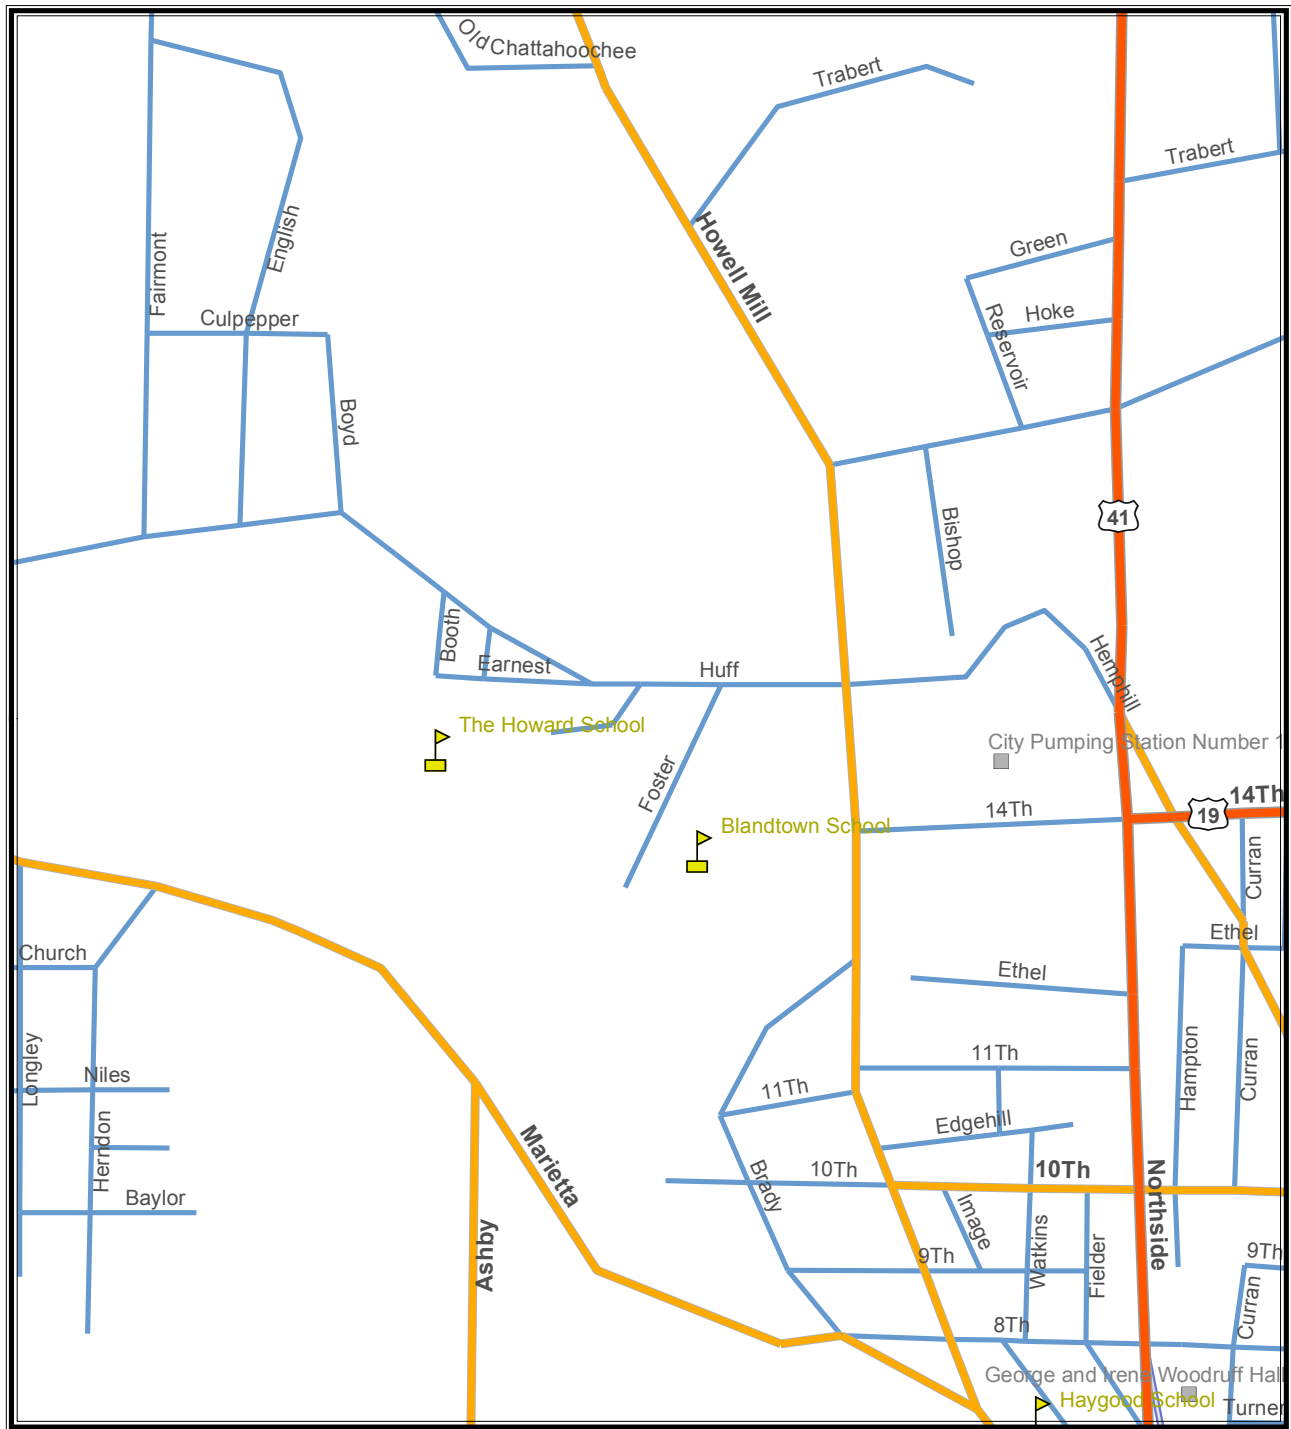 Old
Chattahoochee
Trabert
Trabert
Howell Mill
English
Fairmont
Green
Hoke
Reservoir
Culpepper
Boyd
41
Bishop
Booth
Earnest
Huff
Hemphill
The Howard School
City Pumping Station Number 1
Foster
14Th
14Th
19
Blandtown School
Curran
Ethel
Church
Ethel
Longley
Niles
11Th
11Th
Hampton
Curran
Herndon
Edgehill
Marietta
10Th
10Th
Brady
Northside
Baylor
Image
Watkins
Ashby
9Th
Fielder
9Th
8Th
Curran
George and Irene Woodruff Hall
Haygood School
Turner